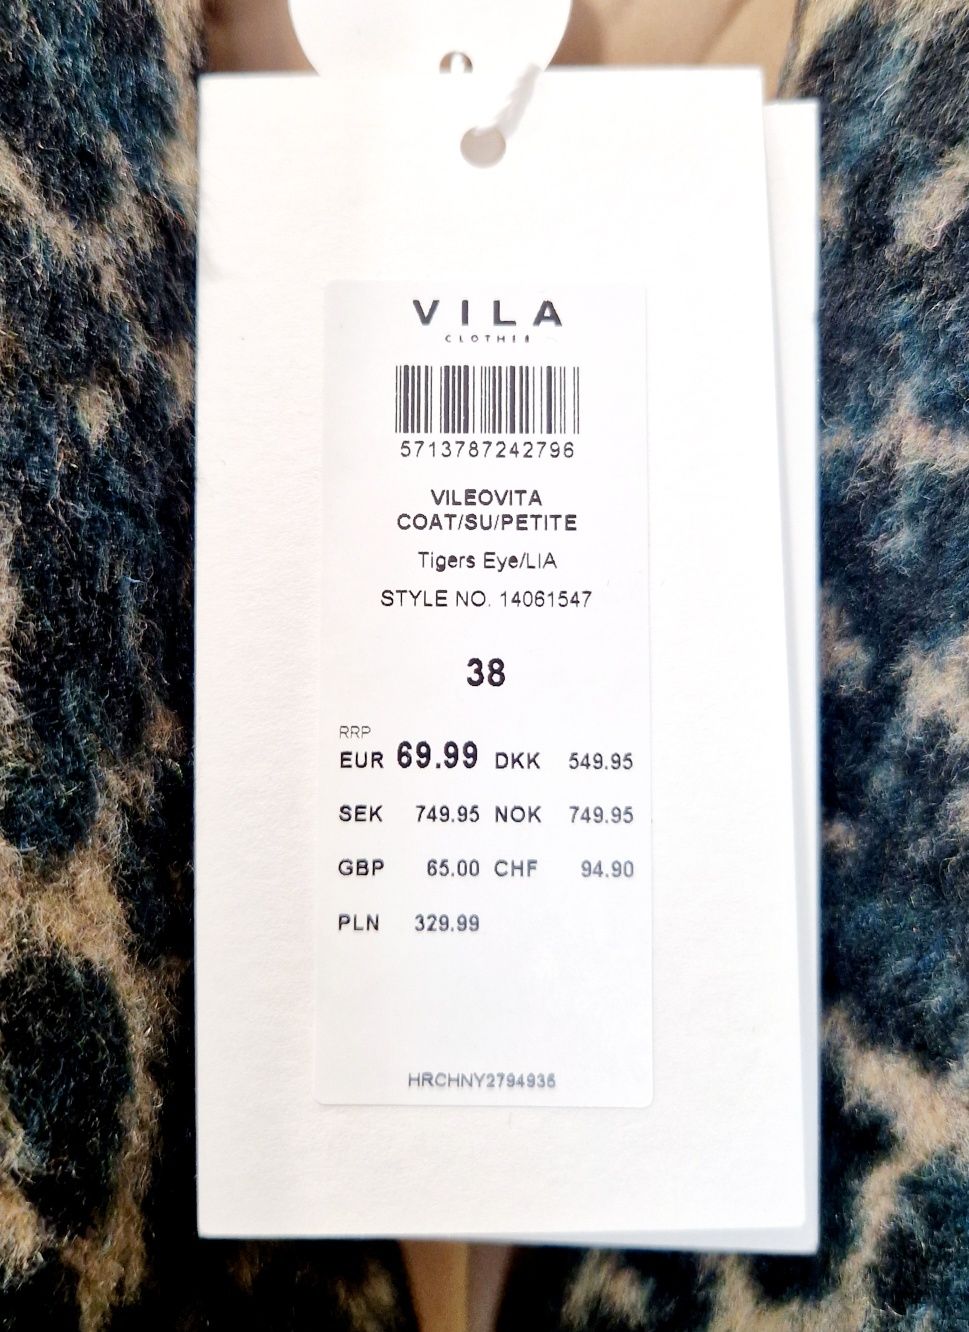 VILA
CLOTHES
5713787242796
VILEOVITA
COAT/SU/PETITE
Tigers Eye/LIA
STYLE NO. 14061547
38
RRP
EUR 69.99 DKK 549.95
SEK 749.95 NOK 749.95
GBP 65.00 CHF 94.90
PLN 329.99
HRCHNY2794935